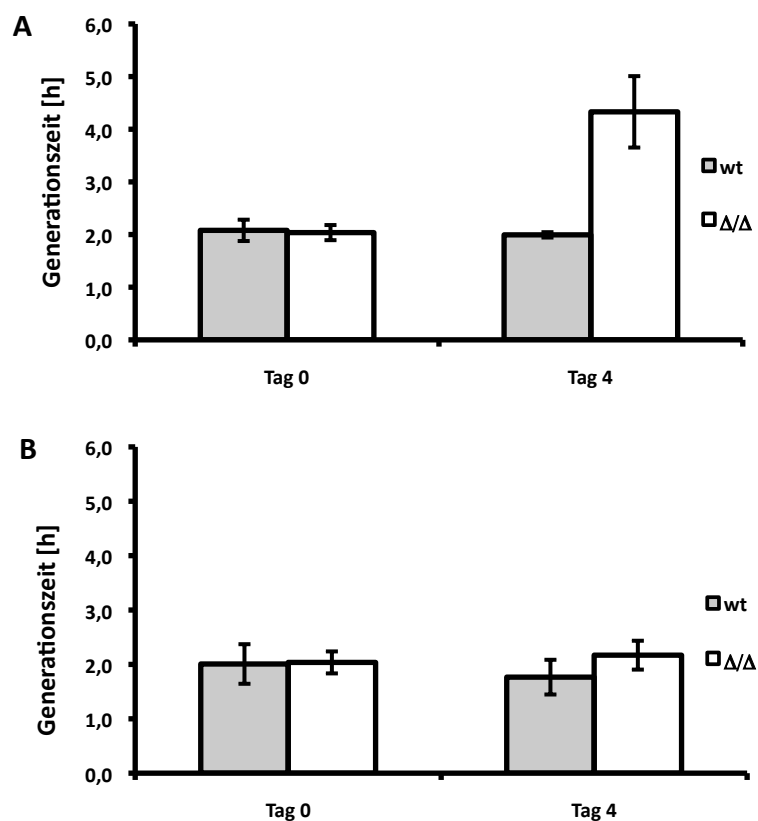 A
Generationszeit [h]
6,0
5,0
4,0
3,0
2,0
1,0
0,0
Tag 0
Tag 4
wt
Δ/Δ
B
Generationszeit [h]
6,0
5,0
4,0
3,0
2,0
1,0
0,0
Tag 0
Tag 4
wt
Δ/Δ